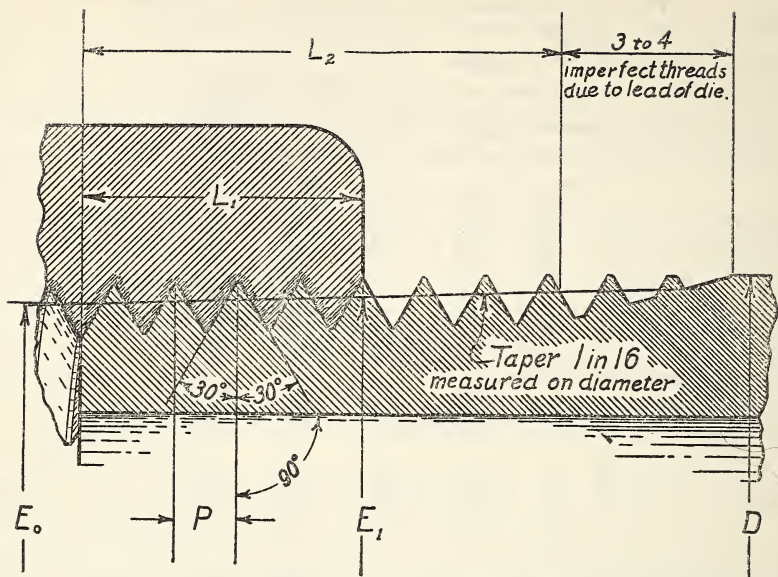 L₂
3 to 4
imperfect threads
due to lead of die.
L₁
Taper 1 in 16
measured on diameter
30° 30°
90°
E₀
P
E₁
D